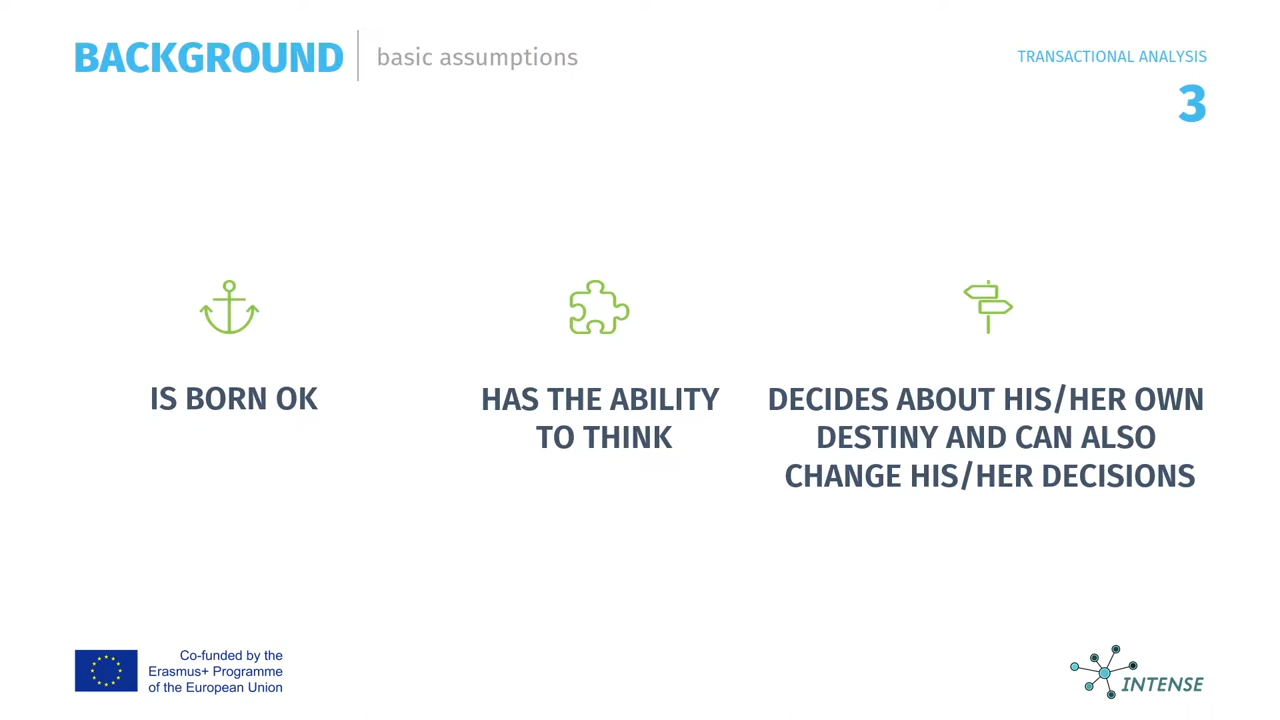 BACKGROUND
basic assumptions
TRANSACTIONAL ANALYSIS
3
IS BORN OK
HAS THE ABILITY
TO THINK
DECIDES ABOUT HIS/HER OWN
DESTINY AND CAN ALSO
CHANGE HIS/HER DECISIONS
Co-funded by the
Erasmus+ Programme
of the European Union
INTENSE